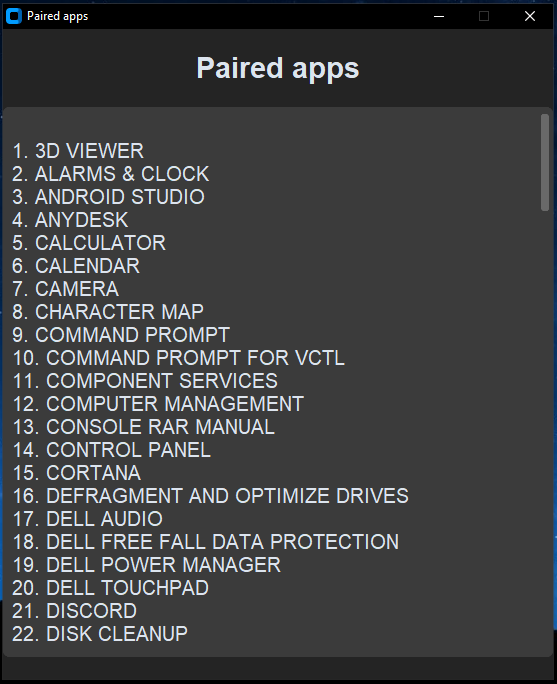 Paired apps
Paired apps
1. 3D VIEWER
2. ALARMS & CLOCK
3. ANDROID STUDIO
4. ANYDESK
5. CALCULATOR
6. CALENDAR
7. CAMERA
8. CHARACTER MAP
9. COMMAND PROMPT
10. COMMAND PROMPT FOR VCTL
11. COMPONENT SERVICES
12. COMPUTER MANAGEMENT
13. CONSOLE RAR MANUAL
14. CONTROL PANEL
15. CORTANA
16. DEFRAGMENT AND OPTIMIZE DRIVES
17. DELL AUDIO
18. DELL FREE FALL DATA PROTECTION
19. DELL POWER MANAGER
20. DELL TOUCHPAD
21. DISCORD
22. DISK CLEANUP